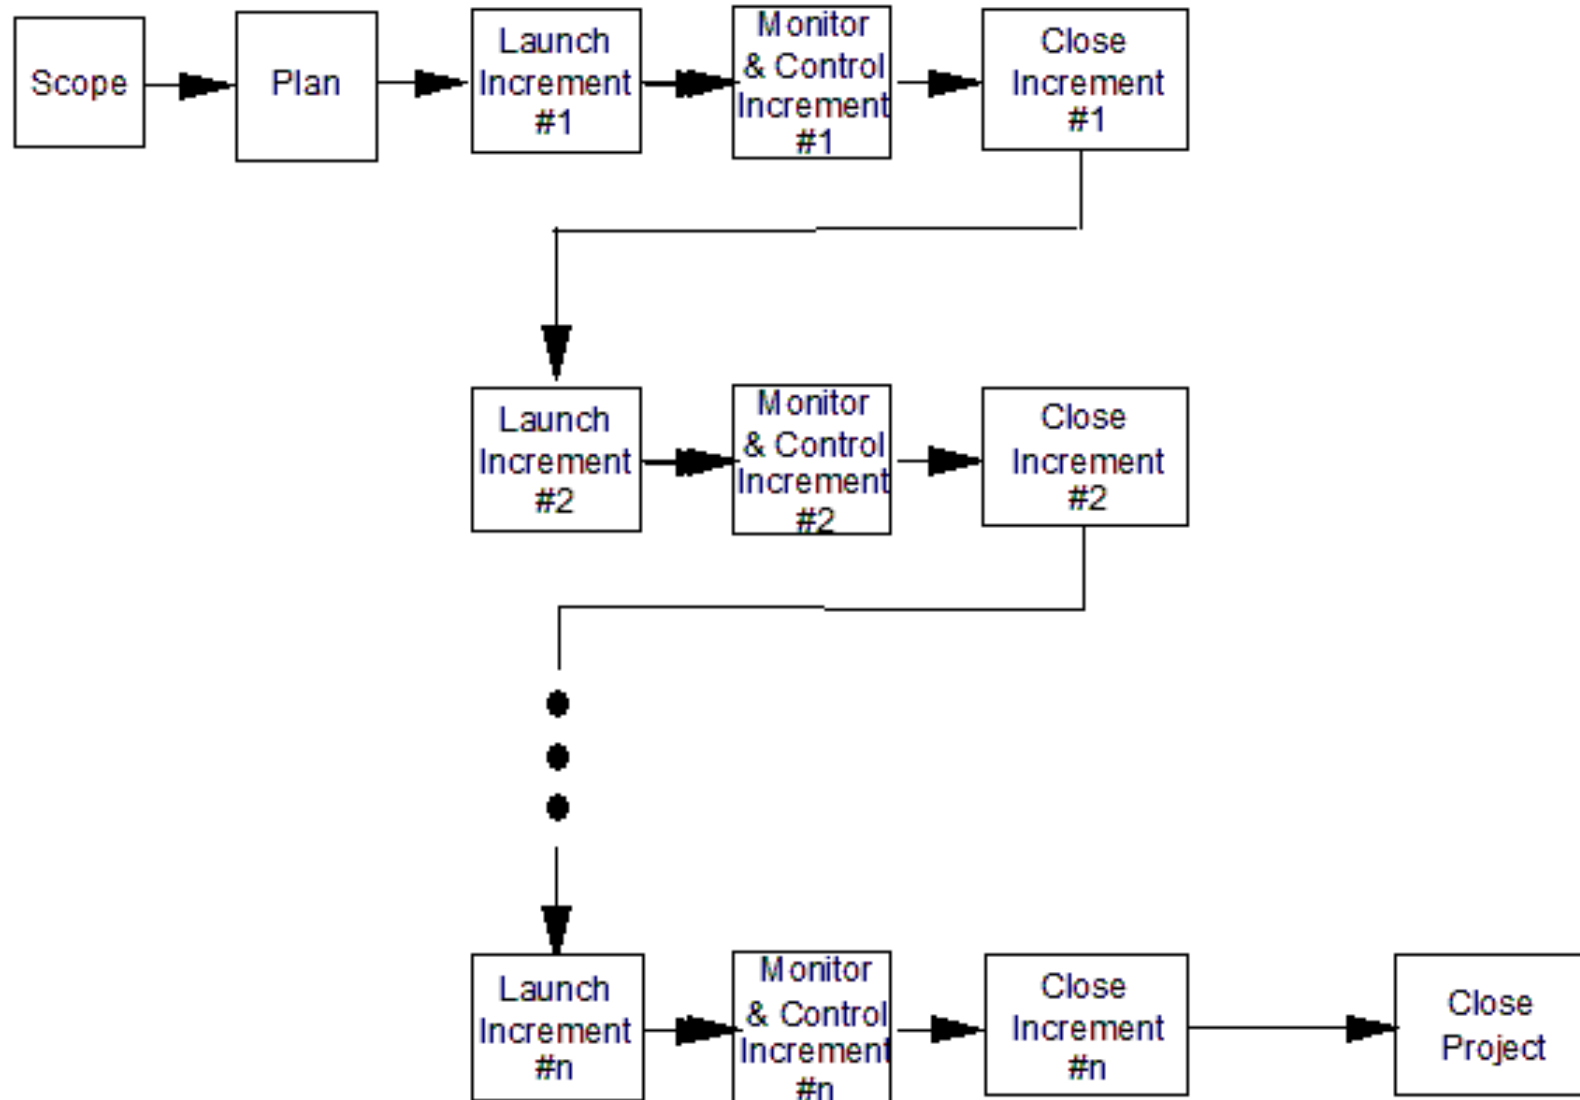 Scope
Plan
Launch
Increment
#1
Monitor
& Control
Increment
#1
Close
Increment
#1
Launch
Increment
#2
Monitor
& Control
Increment
#2
Close
Increment
#2
Launch
Increment
#n
Monitor
& Control
Increment
#n
Close
Increment
#n
Close
Project